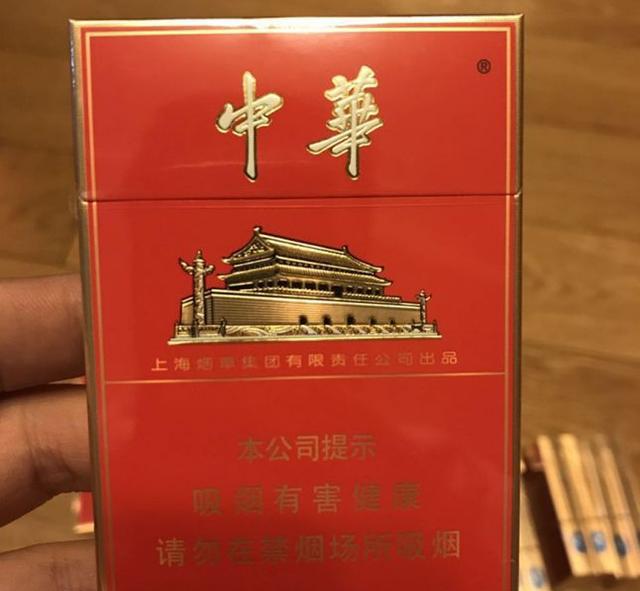 中華
®
上海烟草集团有限责任公司出品
本公司提示
吸烟有害健康
请勿在禁烟场所吸烟